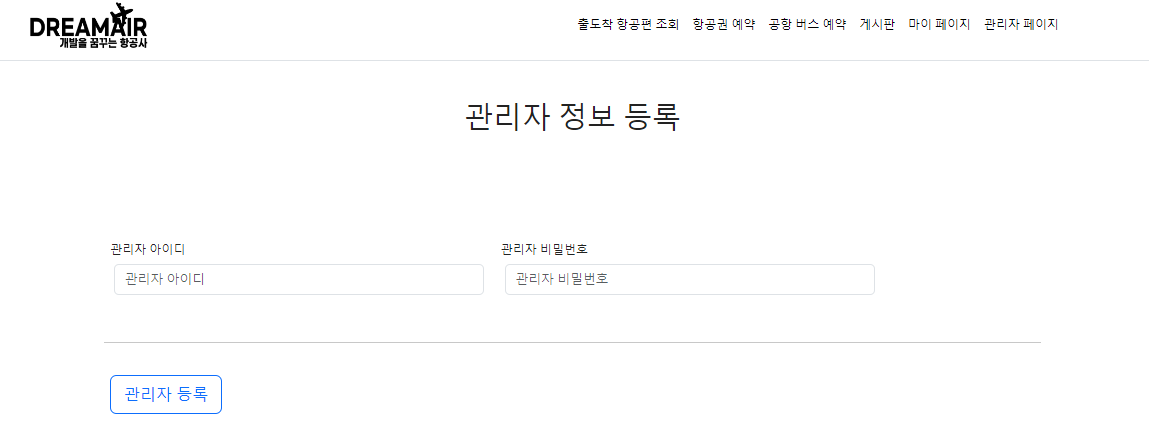 DREAMAIR
개발을 꿈꾸는 항공사
출도착 항공편 조회 항공권 예약 공항 버스 예약 게시판 마이 페이지 관리자 페이지
관리자 정보 등록
관리자 아이디 관리자 비밀번호
관리자 아이디 관리자 비밀번호
관리자 등록